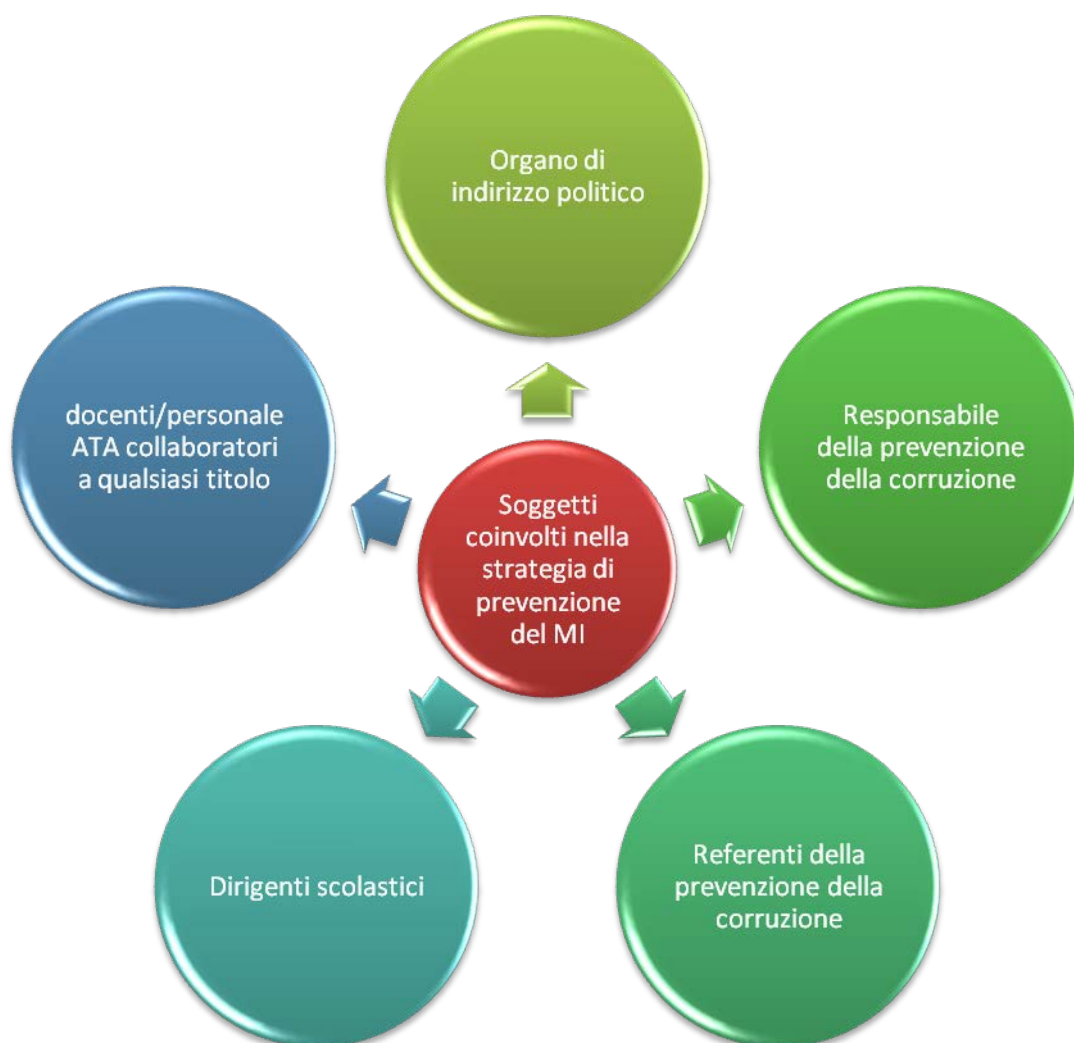 Organo di
indirizzo politico
Responsabile
della prevenzione
della corruzione
Referenti della
prevenzione della
corruzione
Dirigenti scolastici
docenti/personale
ATA collaboratori
a qualsiasi titolo
Soggetti
coinvolti nella
strategia di
prevenzione
del MI